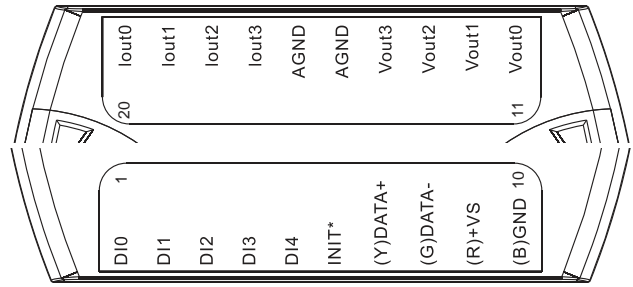 Iout0
Iout1
Iout2
Iout3
AGND
AGND
Vout3
Vout2
Vout1
Vout0
20
11
1
10
DI0
DI1
DI2
DI3
DI4
INIT*
(Y)DATA+
(G)DATA-
(R)+VS
(B)GND